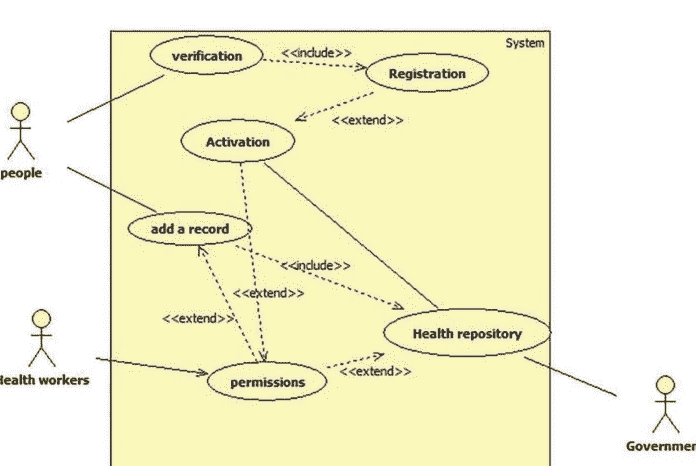 System
verification
<<include>>
Registration
<<extend>>
people
Activation
add a record
<<include>>
<<extend>>
<<extend>>
Health repository
Health workers
permissions
<<extend>>
Governmen